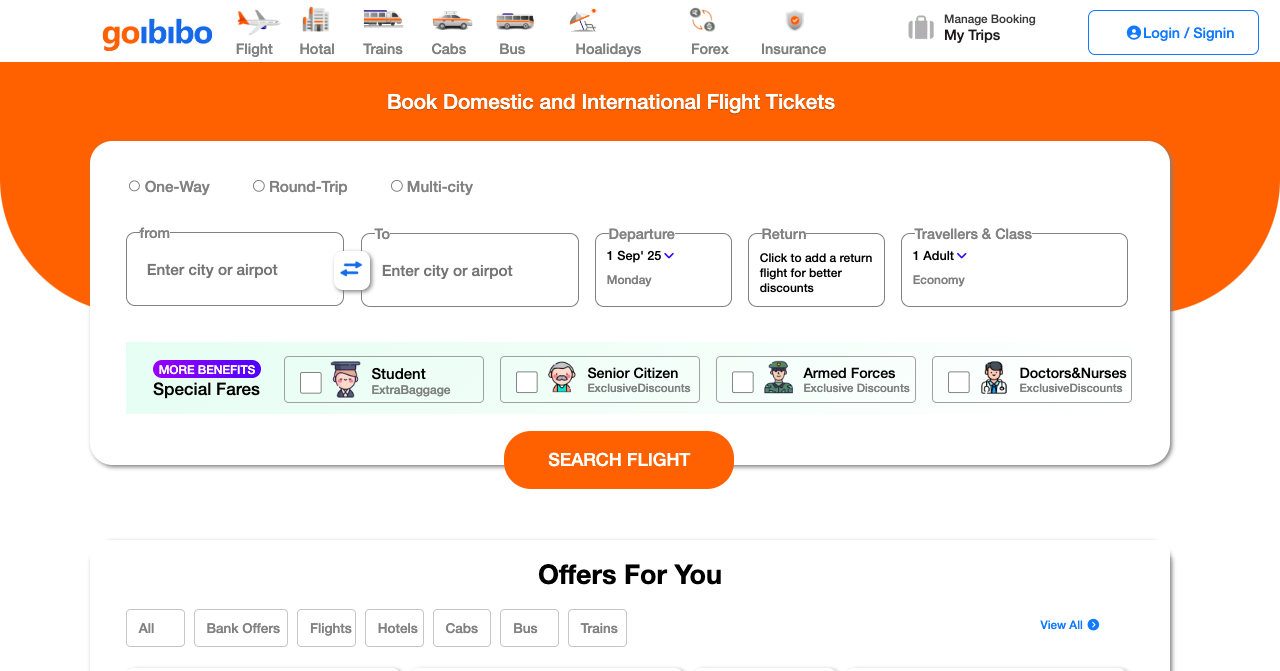 goibibo
Flight
Hotal
Trains
Cabs
Bus
Hoalidays
Forex
Insurance
Manage Booking
My Trips
Login / Signin
Book Domestic and International Flight Tickets
One-Way
Round-Trip
Multi-city
from
Enter city or airpot
To
Enter city or airpot
Departure
1 Sep' 25
Monday
Return
Click to add a return
flight for better
discounts
Travellers & Class
1 Adult
Economy
MORE BENEFITS
Special Fares
Student
ExtraBaggage
Senior Citizen
ExclusiveDiscounts
Armed Forces
Exclusive Discounts
Doctors&Nurses
ExclusiveDiscounts
SEARCH FLIGHT
Offers For You
All
Bank Offers
Flights
Hotels
Cabs
Bus
Trains
View All